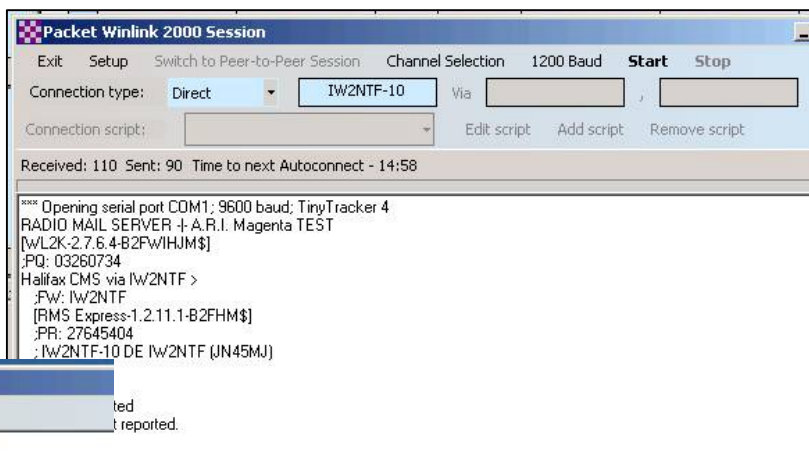 Packet Winlink 2000 Session
Exit Setup Switch to Peer-to-Peer Session Channel Selection 1200 Baud Start Stop
Connection type: Direct IW2NTF-10 Via ,
Connection script: Edit script Add script Remove script
Received: 110 Sent: 90 Time to next Autoconnect - 14:58
*** Opening serial port COM1; 9600 baud; TinyTracker 4
RADIO MAIL SERVER -|- A.R.I. Magenta TEST
[WL2K-2.7.6.4-B2FWIHJM$]
;PQ: 03260734
Halifax CMS via IW2NTF >
;FW: IW2NTF
[RMS Express-1.2.11.1-B2FHM$]
;PR: 27645404
; IW2NTF-10 DE IW2NTF (JN45MJ)
reported.